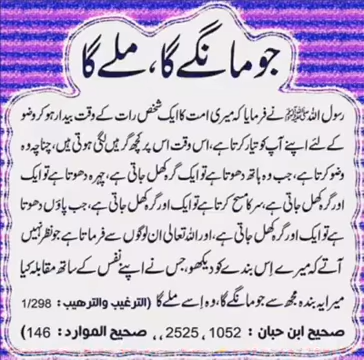 جو مانگے گا، ملے گا
رسول اللہ ﷺ نے فرمایا کہ میری امت کا ایک شخص رات کے وقت بیدار ہو کر وضو
کے لئے اپنے آپ کو تیار کرتا ہے، اس وقت اس پر کچھ گرہیں لگی ہوتی ہیں، چنانچہ وہ
وضو کرتا ہے، جب وہ ہاتھ دھوتا ہے تو ایک گرہ کھل جاتی ہے، چہرہ دھوتا ہے تو ایک
اور گرہ کھل جاتی ہے، سر کا مسح کرتا ہے تو ایک اور گرہ کھل جاتی ہے، جب پاؤں دھوتا
ہے تو ایک اور گرہ کھل جاتی ہے، اور اللہ تعالی ان لوگوں سے فرماتا ہے جو نظر نہیں
آتے کہ میرے اِس بندے کو دیکھو، جس نے اپنے نفس کے ساتھ مقابلہ کیا
میرا یہ بندہ مجھ سے جو مانگے گا، وہ اِسے ملے گا (الترغیب والترھیب : 1/298
صحیح ابن حبان : 1052 ، 2525 ،، صحیح الموارد : 146)